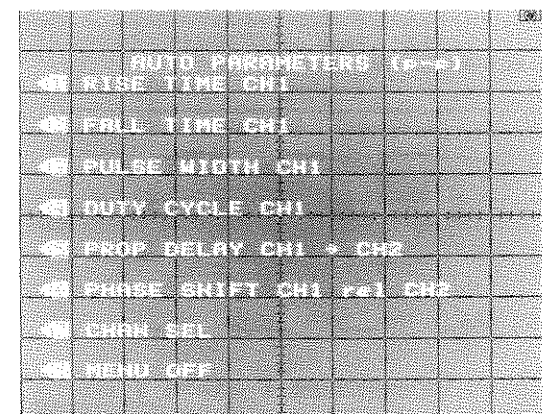 AUTO PARAMETERS (p-p)
RISE TIME CH1
FALL TIME CH1
PULSE WIDTH CH1
DUTY CYCLE CH1
PROP DELAY CH1 → CH2
PHASE SHIFT CH1 rel CH2
CHAN SEL
MENU OFF